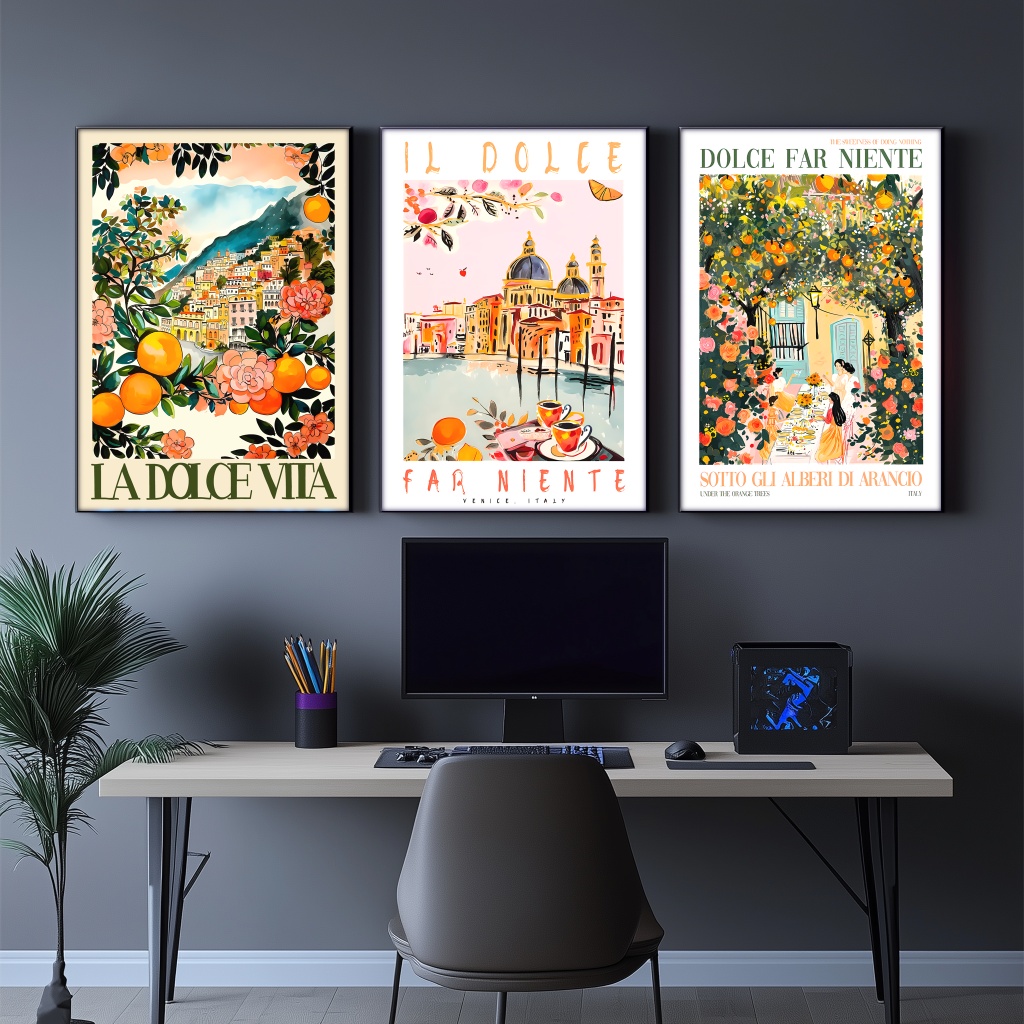 LA DOLCE VITA
IL DOLCE
FAR NIENTE
VENICE, ITALY
THE SWEETNESS OF DOING NOTHING
DOLCE FAR NIENTE
SOTTO GLI ALBERI DI ARANCIO
UNDER THE ORANGE TREES
ITALY